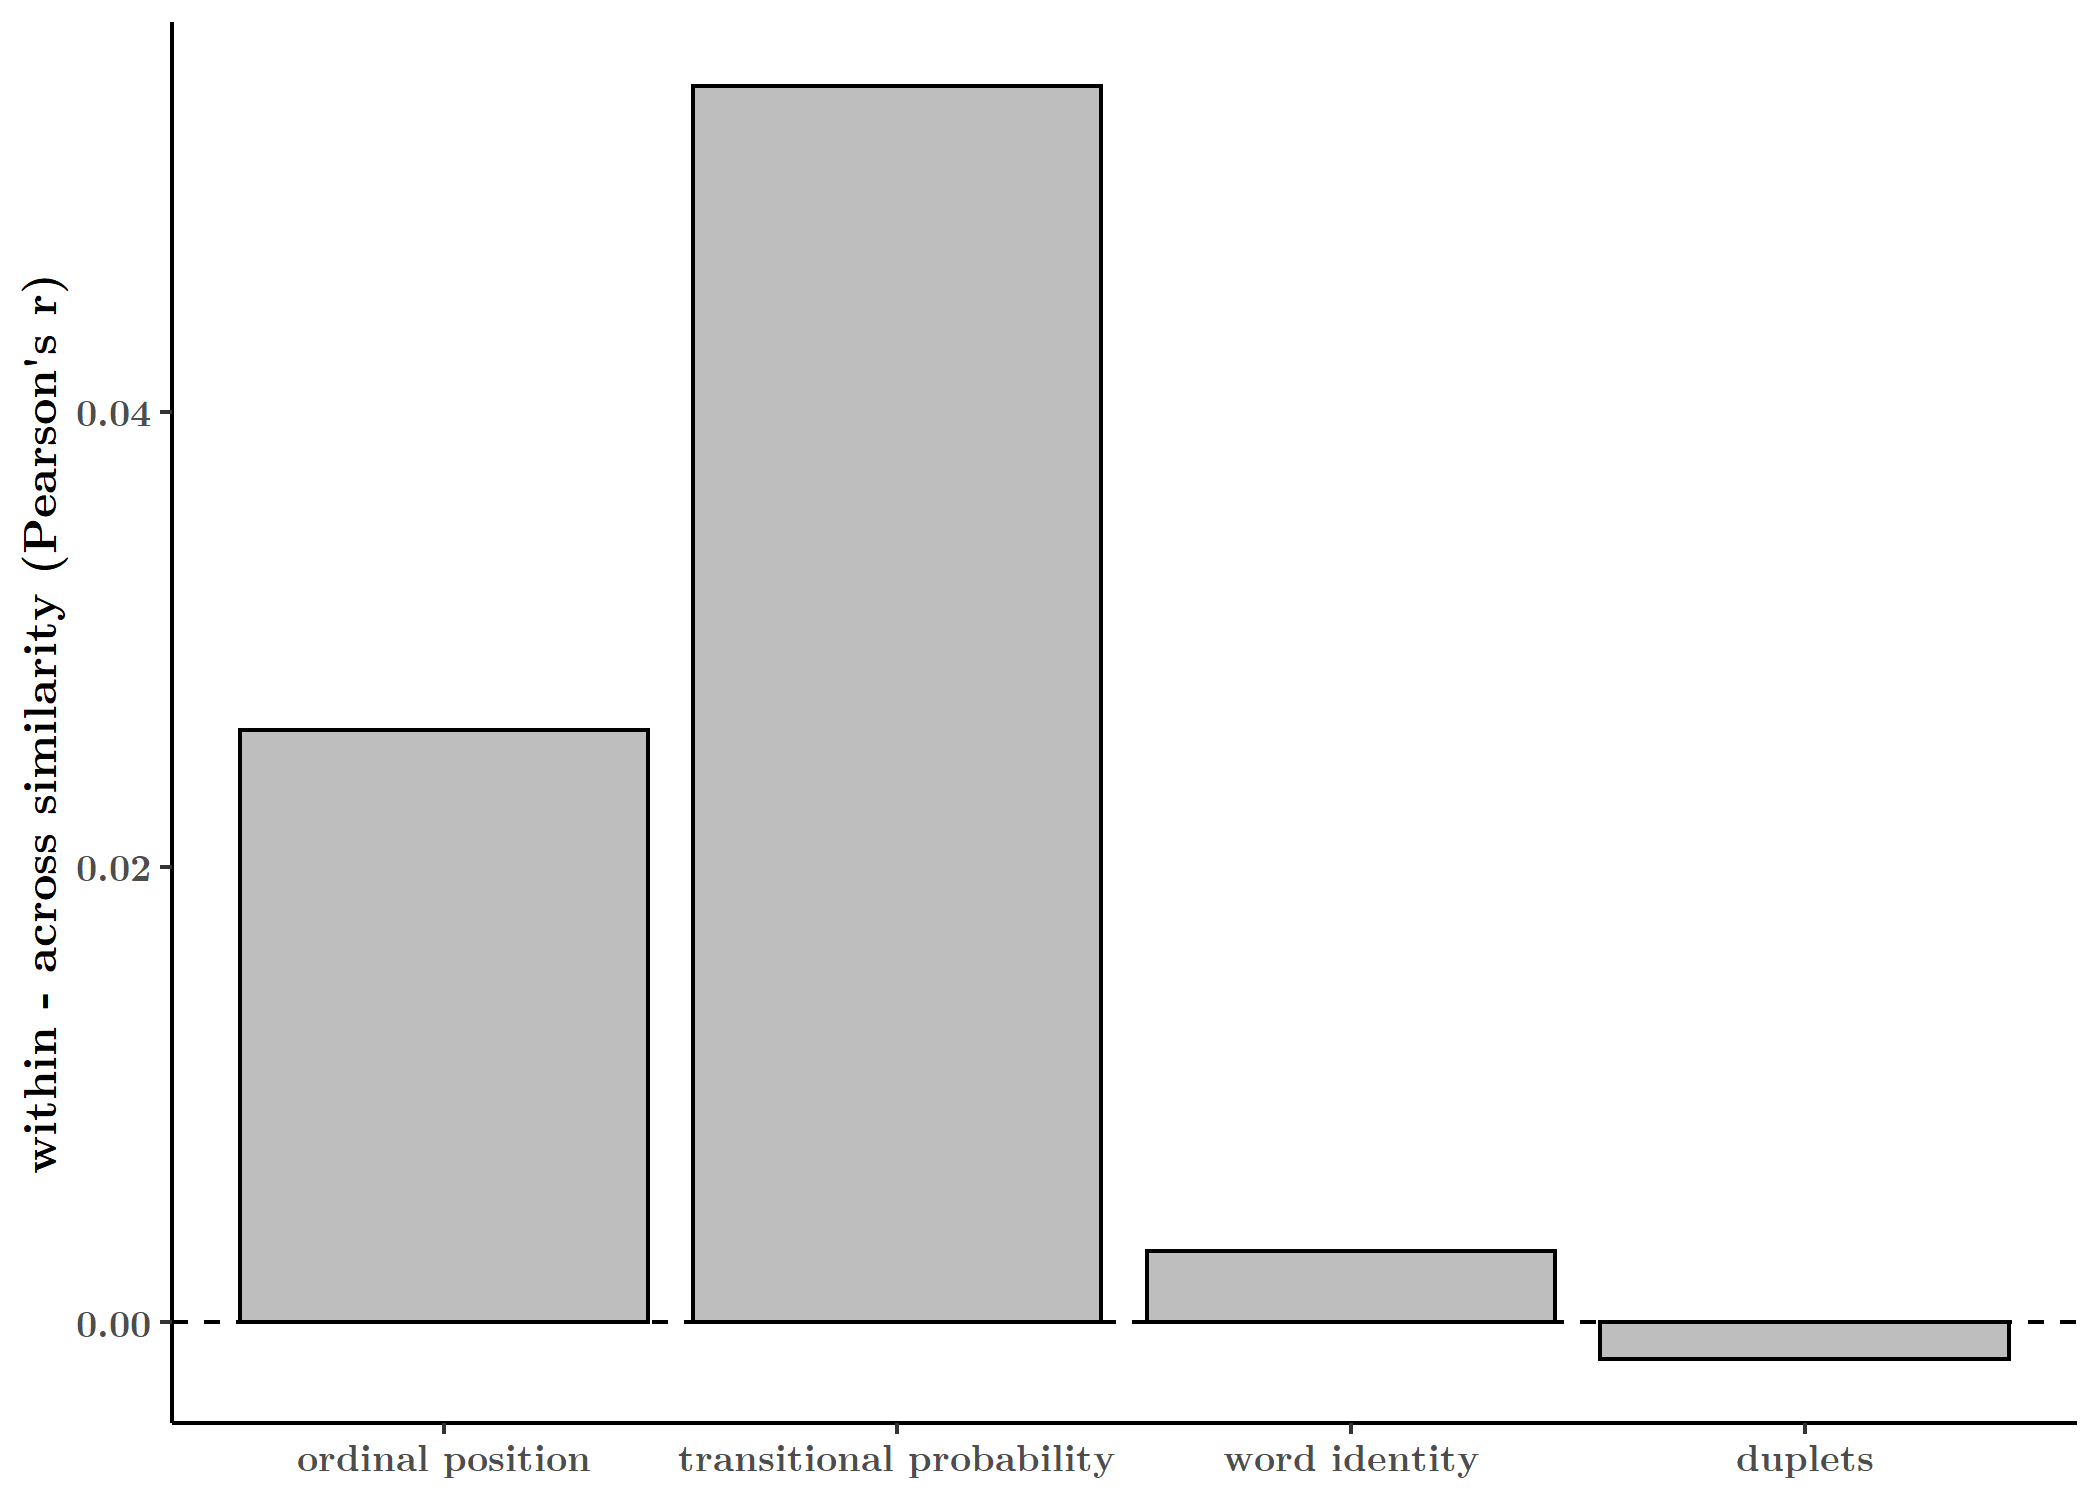 within - across similarity (Pearson's r)
0.04
0.02
0.00
ordinal position
transitional probability
word identity
duplets